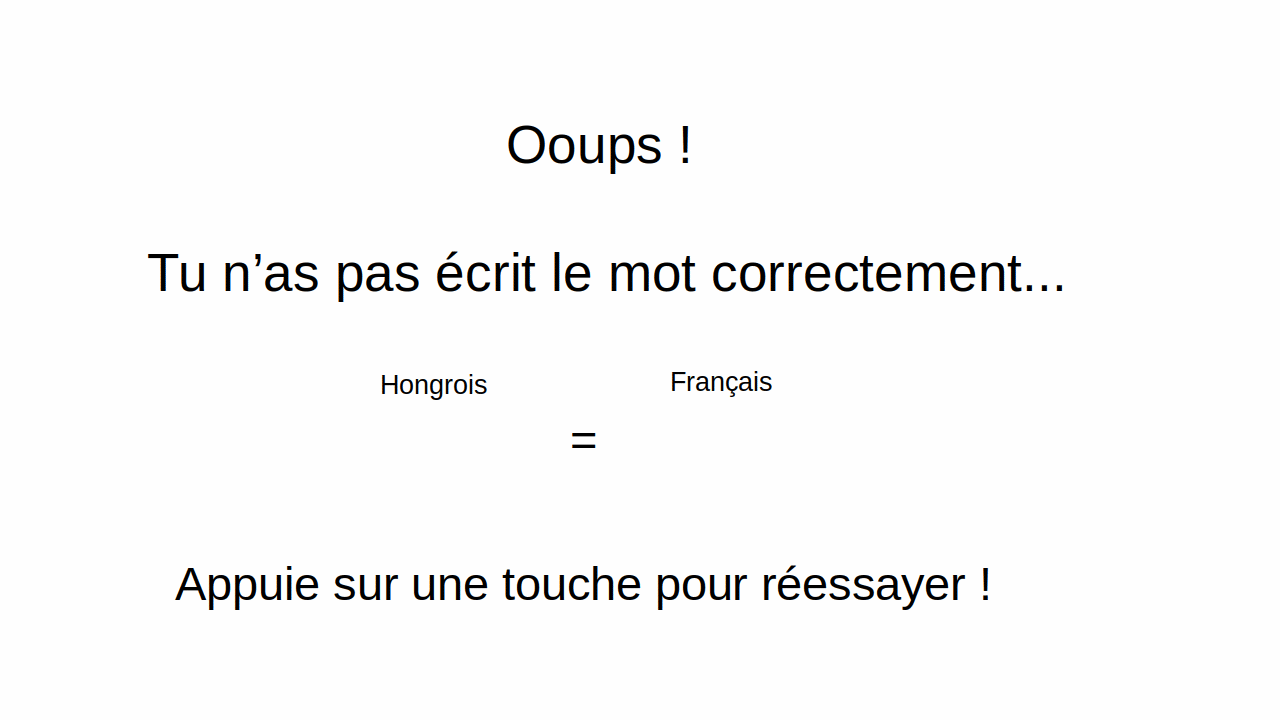 Ooups !
Tu n’as pas écrit le mot correctement...
Hongrois Français
=
Appuie sur une touche pour réessayer !